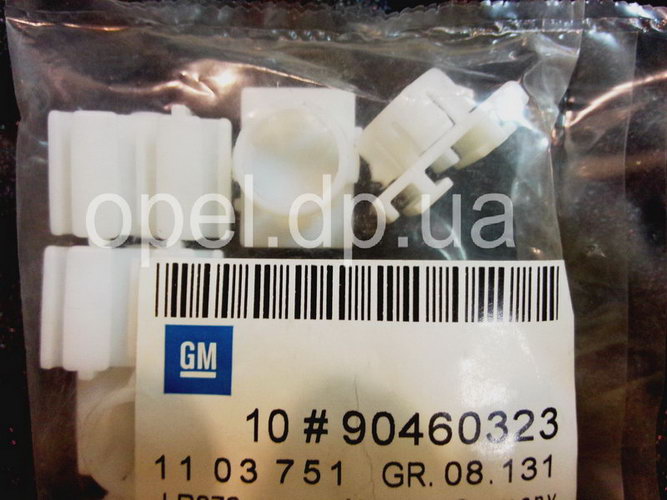 opel.dp.ua
GM
10 # 90460323
11 03 751 GR. 08.131